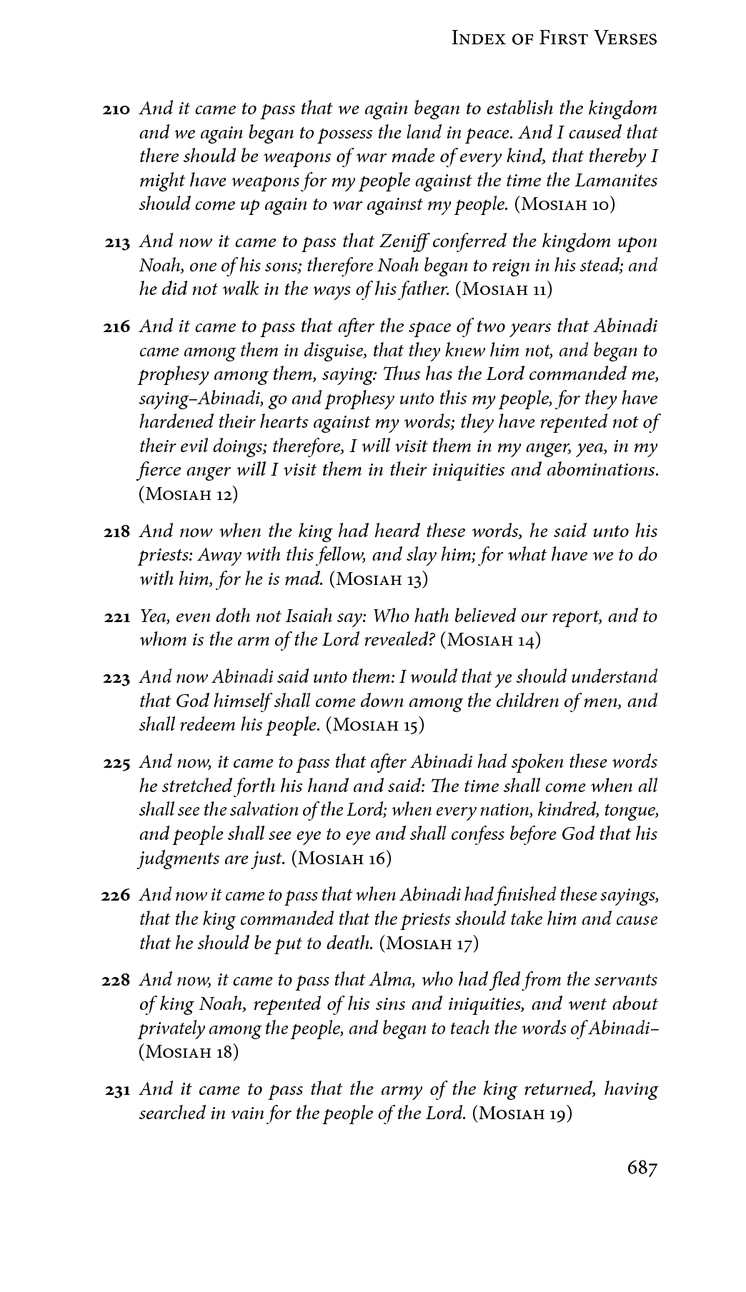 Index of First Verses
210 And it came to pass that we again began to establish the kingdom
and we again began to possess the land in peace. And I caused that
there should be weapons of war made of every kind, that thereby I
might have weapons for my people against the time the Lamanites
should come up again to war against my people. (Mosiah 10)
213 And now it came to pass that Zeniff conferred the kingdom upon
Noah, one of his sons; therefore Noah began to reign in his stead; and
he did not walk in the ways of his father. (Mosiah 11)
216 And it came to pass that after the space of two years that Abinadi
came among them in disguise, that they knew him not, and began to
prophesy among them, saying: Thus has the Lord commanded me,
saying–Abinadi, go and prophesy unto this my people, for they have
hardened their hearts against my words; they have repented not of
their evil doings; therefore, I will visit them in my anger, yea, in my
fierce anger will I visit them in their iniquities and abominations.
(Mosiah 12)
218 And now when the king had heard these words, he said unto his
priests: Away with this fellow, and slay him; for what have we to do
with him, for he is mad. (Mosiah 13)
221 Yea, even doth not Isaiah say: Who hath believed our report, and to
whom is the arm of the Lord revealed? (Mosiah 14)
223 And now Abinadi said unto them: I would that ye should understand
that God himself shall come down among the children of men, and
shall redeem his people. (Mosiah 15)
225 And now, it came to pass that after Abinadi had spoken these words
he stretched forth his hand and said: The time shall come when all
shall see the salvation of the Lord; when every nation, kindred, tongue,
and people shall see eye to eye and shall confess before God that his
judgments are just. (Mosiah 16)
226 And now it came to pass that when Abinadi had finished these sayings,
that the king commanded that the priests should take him and cause
that he should be put to death. (Mosiah 17)
228 And now, it came to pass that Alma, who had fled from the servants
of king Noah, repented of his sins and iniquities, and went about
privately among the people, and began to teach the words of Abinadi–
(Mosiah 18)
231 And it came to pass that the army of the king returned, having
searched in vain for the people of the Lord. (Mosiah 19)
687